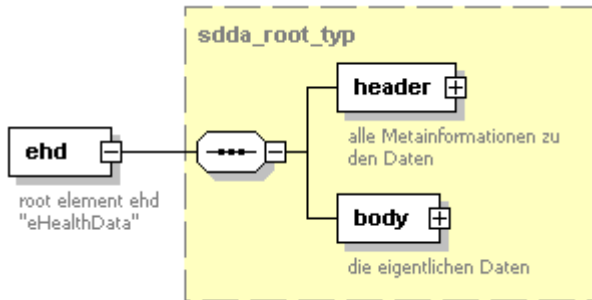 sdda_root_typ
header
alle Metainformationen zu
den Daten
ehd
root element ehd
"eHealthData"
body
die eigentlichen Daten